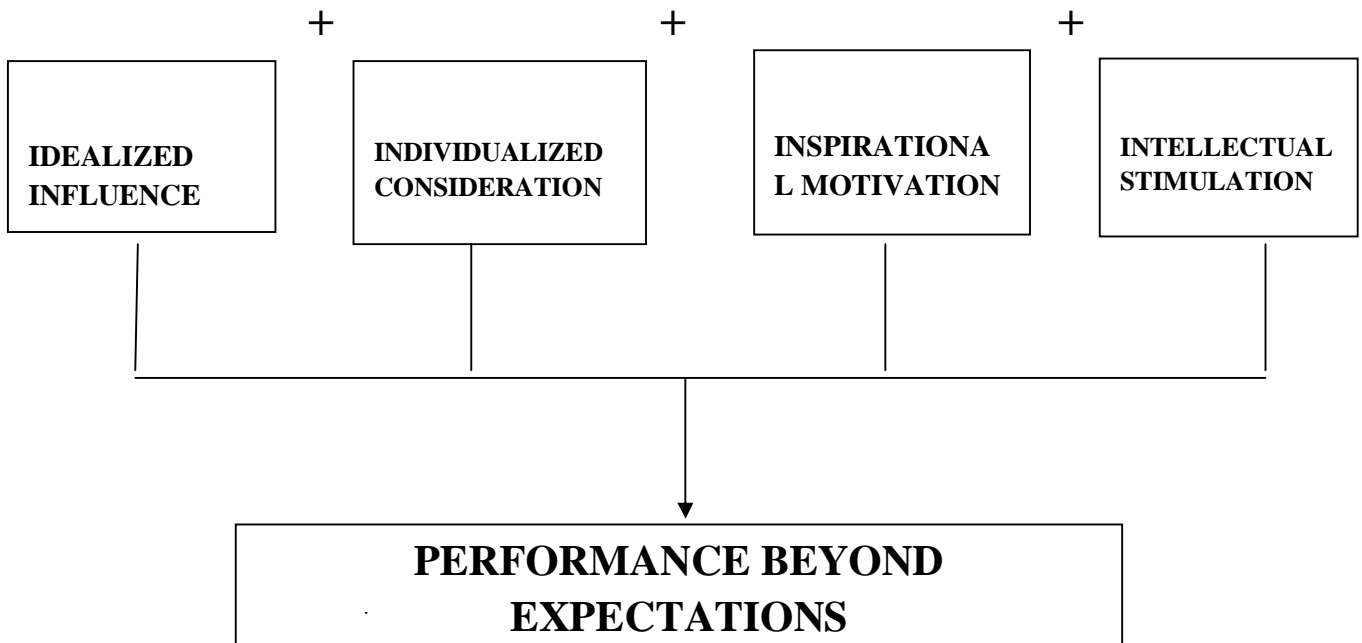 + + +
IDEALIZED
INFLUENCE
INDIVIDUALIZED
CONSIDERATION
INSPIRATIONA
L MOTIVATION
INTELLECTUAL
STIMULATION
PERFORMANCE BEYOND
EXPECTATIONS